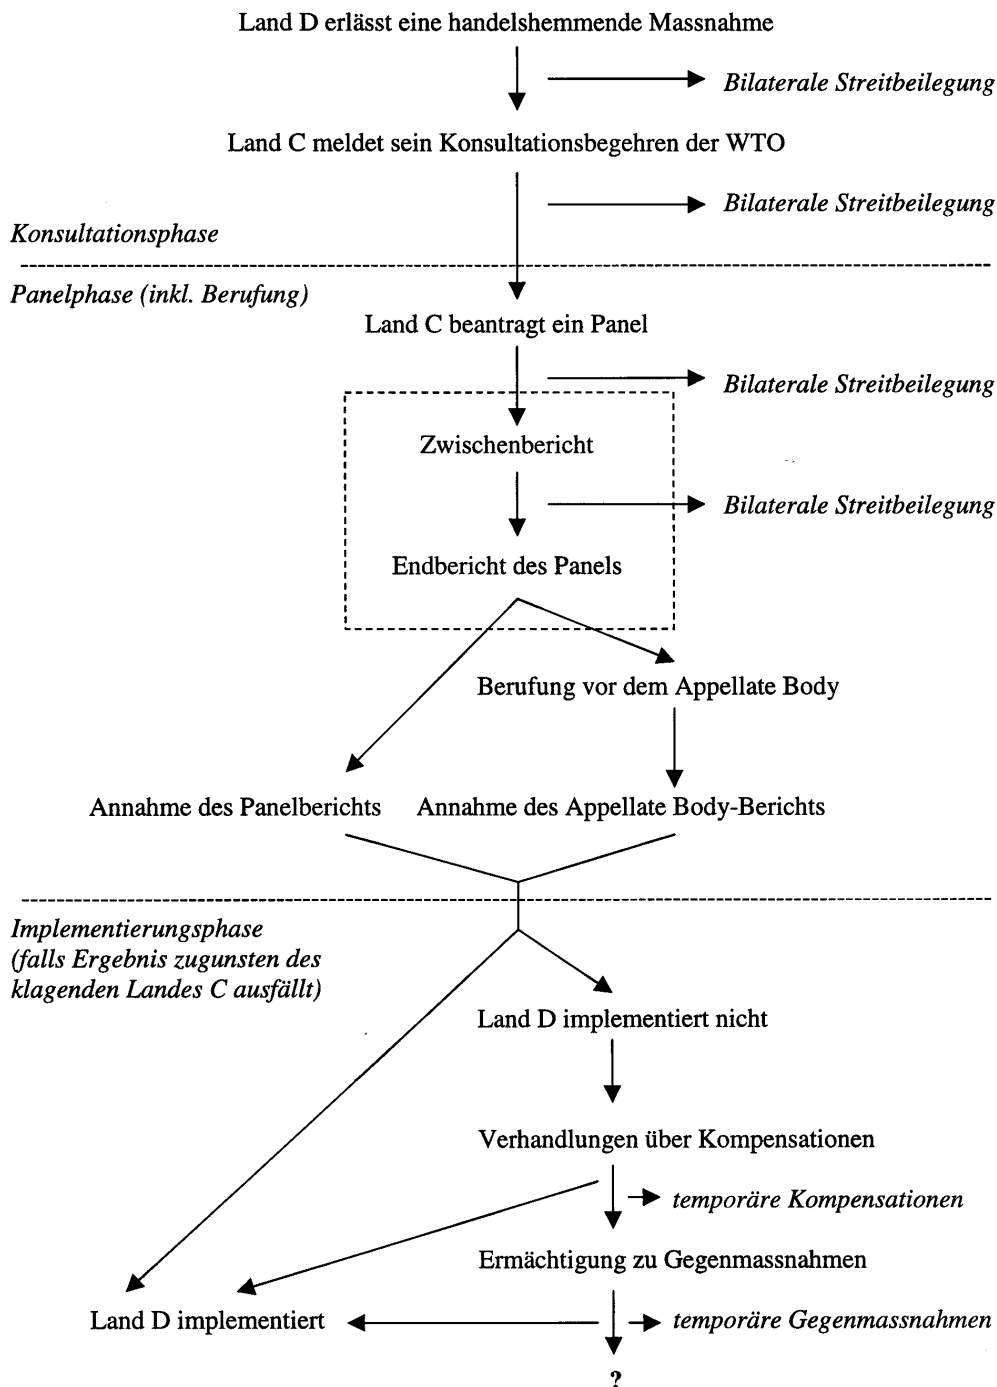 Land D erlässt eine handelshemmende Massnahme
Bilaterale Streitbeilegung
Land C meldet sein Konsultationsbegehren der WTO
Bilaterale Streitbeilegung
Konsultationsphase
Panelphase (inkl. Berufung)
Land C beantragt ein Panel
Bilaterale Streitbeilegung
Zwischenbericht
Bilaterale Streitbeilegung
Endbericht des Panels
Berufung vor dem Appellate Body
Annahme des Panelberichts
Annahme des Appellate Body-Berichts
Implementierungsphase
(falls Ergebnis zugunsten des
klagenden Landes C ausfällt)
Land D implementiert nicht
Verhandlungen über Kompensationen
temporäre Kompensationen
Ermächtigung zu Gegenmassnahmen
Land D implementiert
temporäre Gegenmassnahmen
?